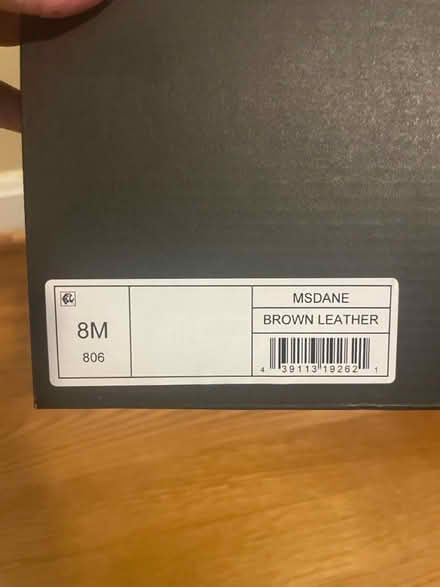 8M
806
MSDANE
BROWN LEATHER
4 39113 19262 1